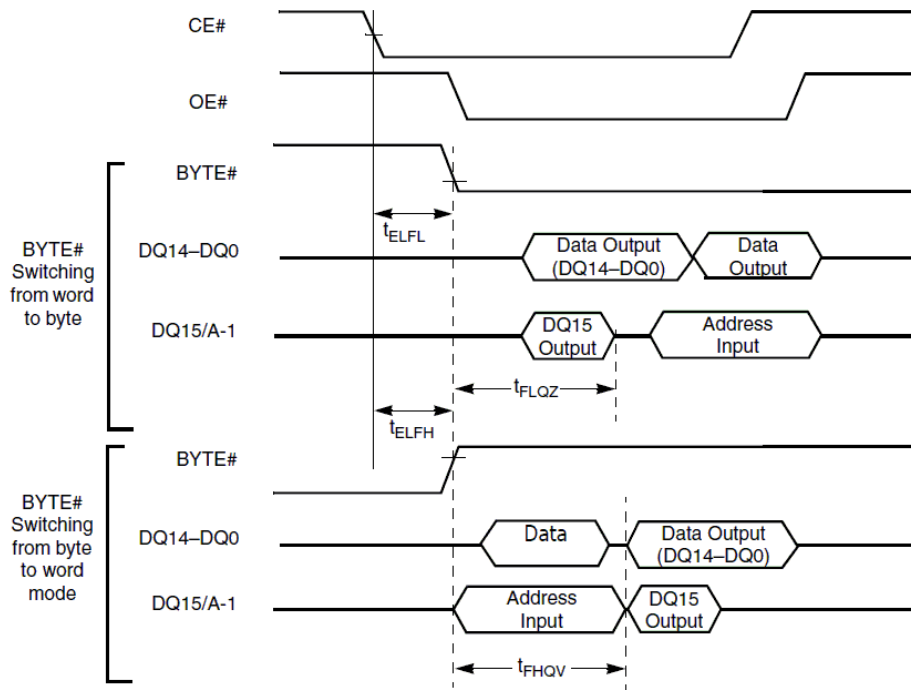 CE#
OE#
BYTE#
tELFL
BYTE#
Switching
from word
to byte
DQ14–DQ0
Data Output
(DQ14–DQ0)
Data
Output
DQ15/A-1
DQ15
Output
Address
Input
tFLQZ
tELFH
BYTE#
BYTE#
Switching
from byte
to word
mode
DQ14–DQ0
Data
Data Output
(DQ14–DQ0)
DQ15/A-1
Address
Input
DQ15
Output
tFHQV